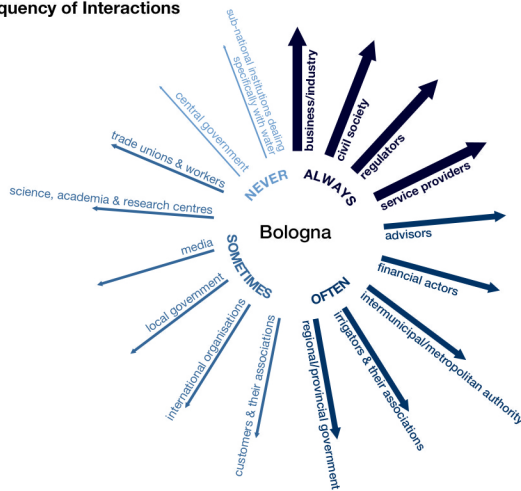 quency of Interactions
sub-national institutions dealing
specifically with water
central government
trade unions & workers
science, academia & research centres
media
local government
international organisations
customers & their associations
regional/provincial government
irrigators & their associations
intermunicipal/metropolitan authority
financial actors
advisors
service providers
regulators
civil society
business/industry
NEVER
ALWAYS
SOMETIMES
OFTEN
Bologna